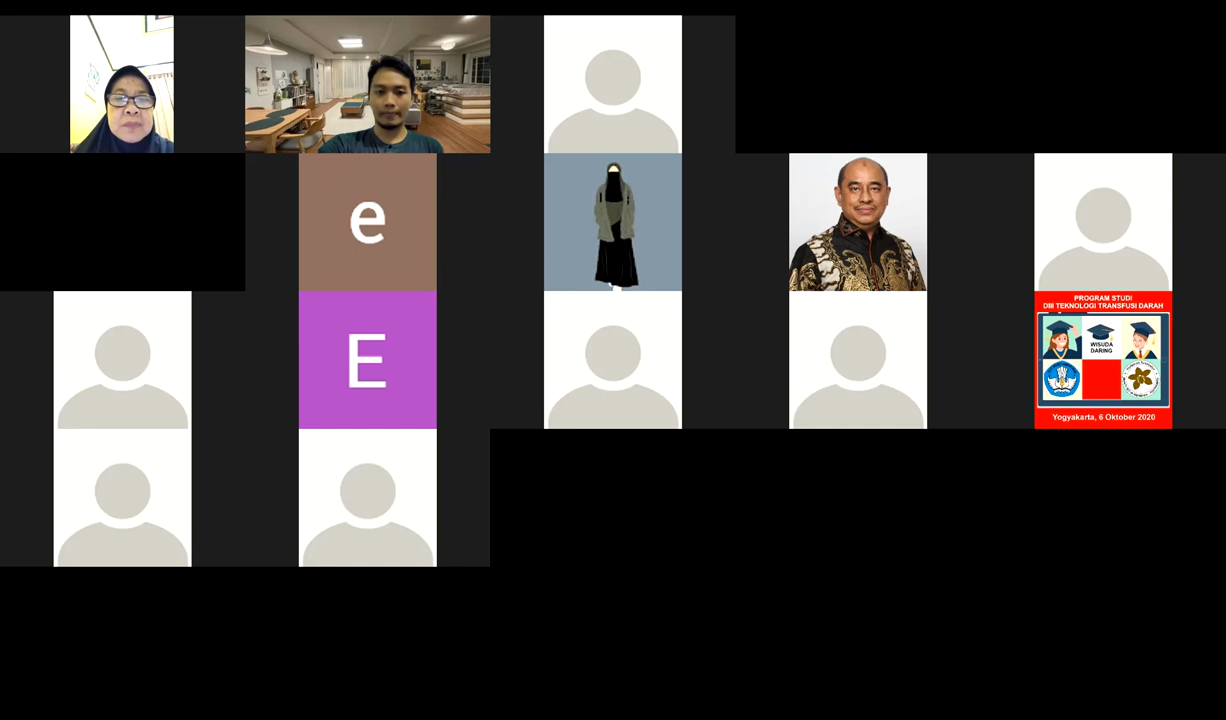 e
E
PROGRAM STUDI
DIII TEKNOLOGI TRANSFUSI DARAH
WISUDA
DARING
Yogyakarta, 6 Oktober 2020